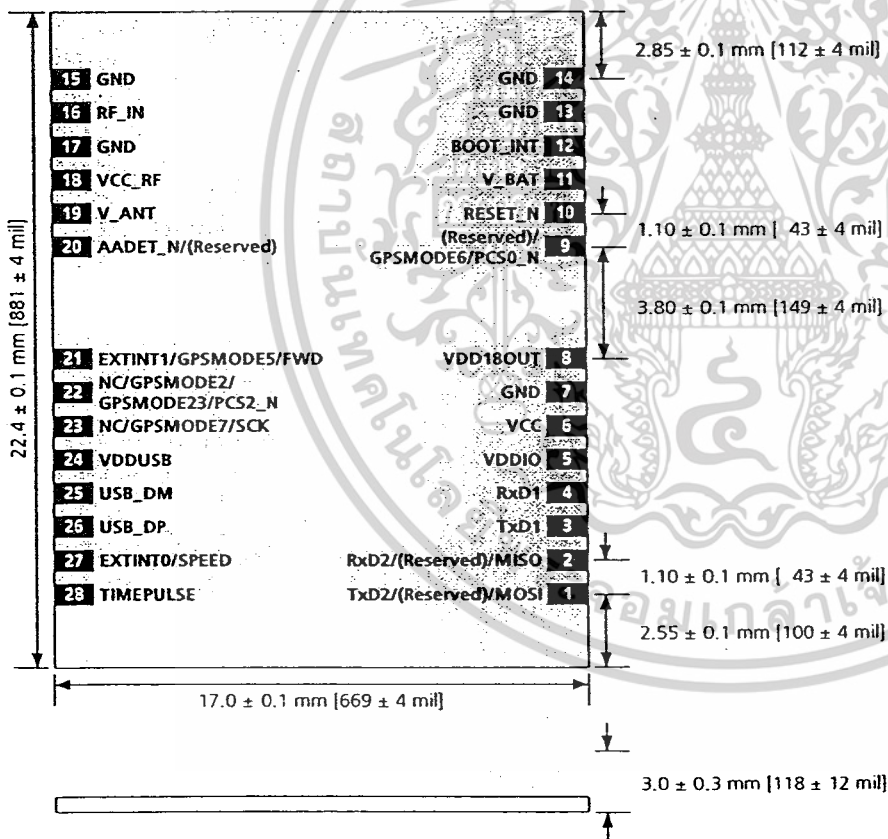 2.85 ± 0.1 mm [112 ± 4 mil]
15 GND
GND 14
16 RF_IN
GND 13
17 GND
BOOT_INT 12
18 VCC_RF
V_BAT 11
19 V_ANT
RESET_N 10
1.10 ± 0.1 mm [ 43 ± 4 mil]
20 AADET_N/(Reserved)
(Reserved)/
GPSMODE6/PCS0_N 9
3.80 ± 0.1 mm [149 ± 4 mil]
22.4 ± 0.1 mm [881 ± 4 mil]
21 EXTINT1/GPSMODE5/FWD
VDD18OUT 8
22 NC/GPSMODE2/
GPSMODE23/PCS2_N
GND 7
23 NC/GPSMODE7/SCK
VCC 6
24 VDDUSB
VDDIO 5
25 USB_DM
RxD1 4
26 USB_DP
TxD1 3
27 EXTINT0/SPEED
RxD2/(Reserved)/MISO 2
1.10 ± 0.1 mm [ 43 ± 4 mil]
28 TIMEPULSE
TxD2/(Reserved)/MOSI 1
2.55 ± 0.1 mm [100 ± 4 mil]
17.0 ± 0.1 mm [669 ± 4 mil]
3.0 ± 0.3 mm [118 ± 12 mil]